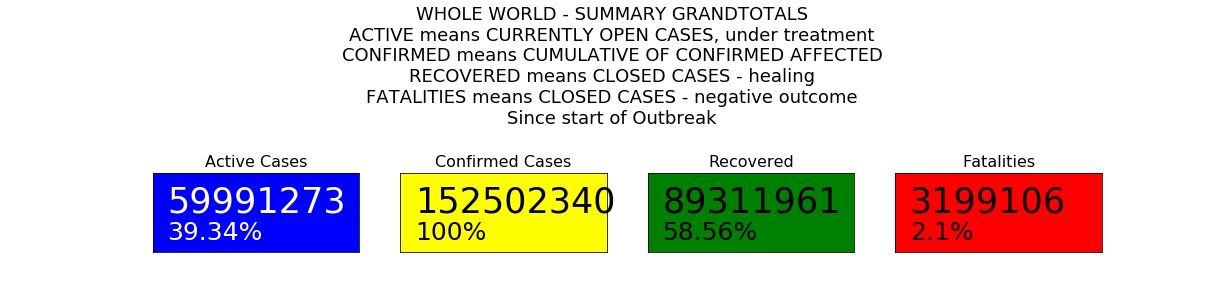 WHOLE WORLD - SUMMARY GRANDTOTALS
ACTIVE means CURRENTLY OPEN CASES, under treatment
CONFIRMED means CUMULATIVE OF CONFIRMED AFFECTED
RECOVERED means CLOSED CASES - healing
FATALITIES means CLOSED CASES - negative outcome
Since start of Outbreak
Active Cases
59991273
39.34%
Confirmed Cases
152502340
100%
Recovered
89311961
58.56%
Fatalities
3199106
2.1%